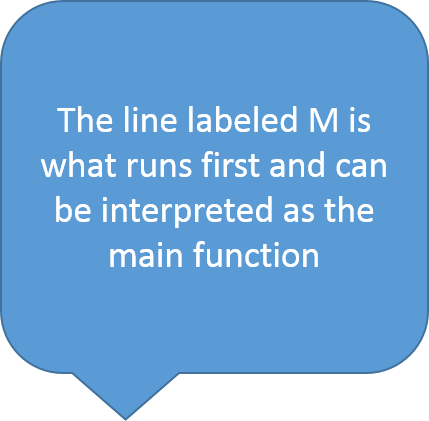 The line labeled M is
what runs first and can
be interpreted as the
main function